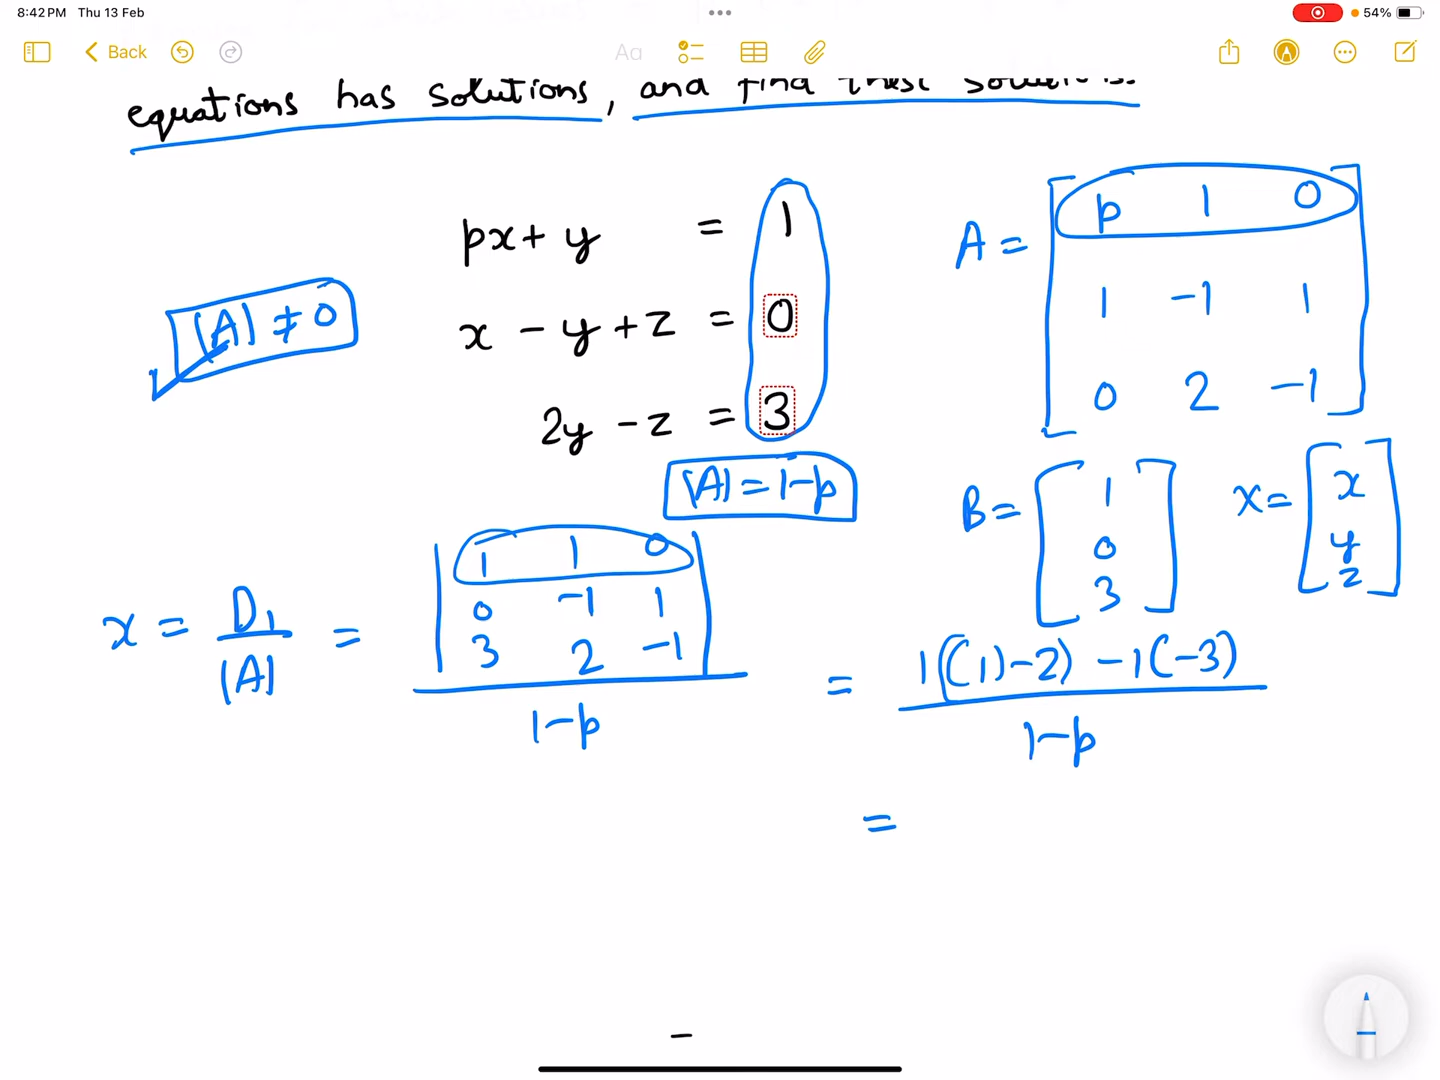 8:42 PM Thu 13 Feb
54%
Back
Aa
equations has solutions, and find these solutions.
px + y = 1
x - y + z = 0
2y - z = 3
|A| ≠ 0
A = [ p 1 0
1 -1 1
0 2 -1 ]
|A| = 1-p
B = [ 1
0
3 ]
X = [ x
y
z ]
x = D₁ / |A| = | 1 1 0
0 -1 1
3 2 -1 |
1-p
= 1((1)-2) -1(-3)
1-p
=